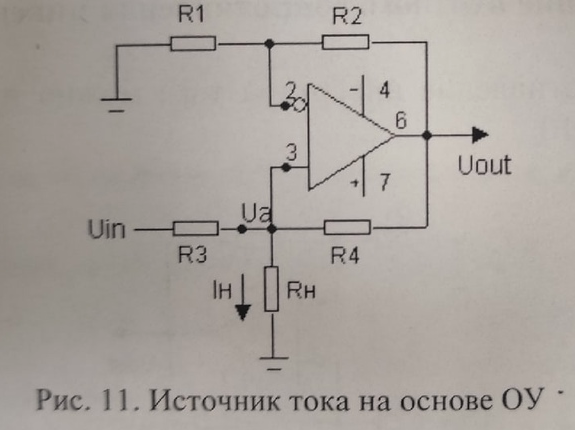 R1
R2
2
- 4
6
3
+ 7
Uout
Ua
Uin
R3
R4
Iн
Rн
Рис. 11. Источник тока на основе ОУ